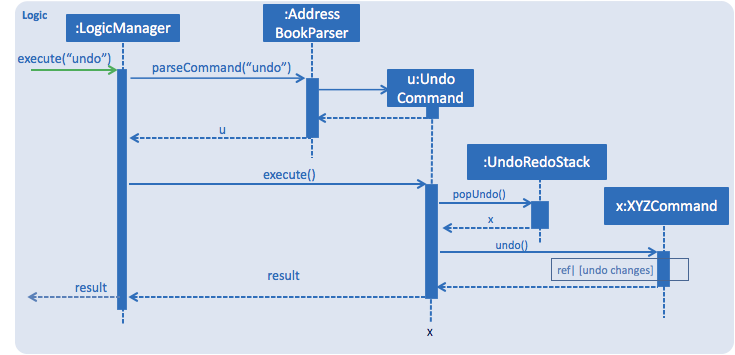 Logic
:LogicManager
:Address
BookParser
execute(“undo”)
parseCommand(“undo”)
u:Undo
Command
u
:UndoRedoStack
execute()
popUndo()
x:XYZCommand
x
undo()
ref| [undo changes]
result
result
x